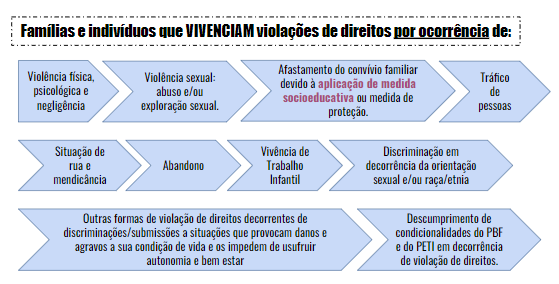 Famílias e indivíduos que VIVENCIAM violações de direitos por ocorrência de:
Violência física,
psicológica e
negligência
Violência sexual:
abuso e/ou
exploração sexual.
Afastamento do convívio familiar
devido à aplicação de medida
socioeducativa ou medida de
proteção.
Tráfico
de
pessoas
Situação de
rua e
mendicância
Abandono
Vivência de
Trabalho
Infantil
Discriminação em
decorrência da orientação
sexual e/ou raça/etnia
Outras formas de violação de direitos decorrentes de
discriminações/submissões a situações que provocam danos e
agravos a sua condição de vida e os impedem de usufruir
autonomia e bem estar
Descumprimento de
condicionalidades do PBF
e do PETI em decorrência
de violação de direitos.